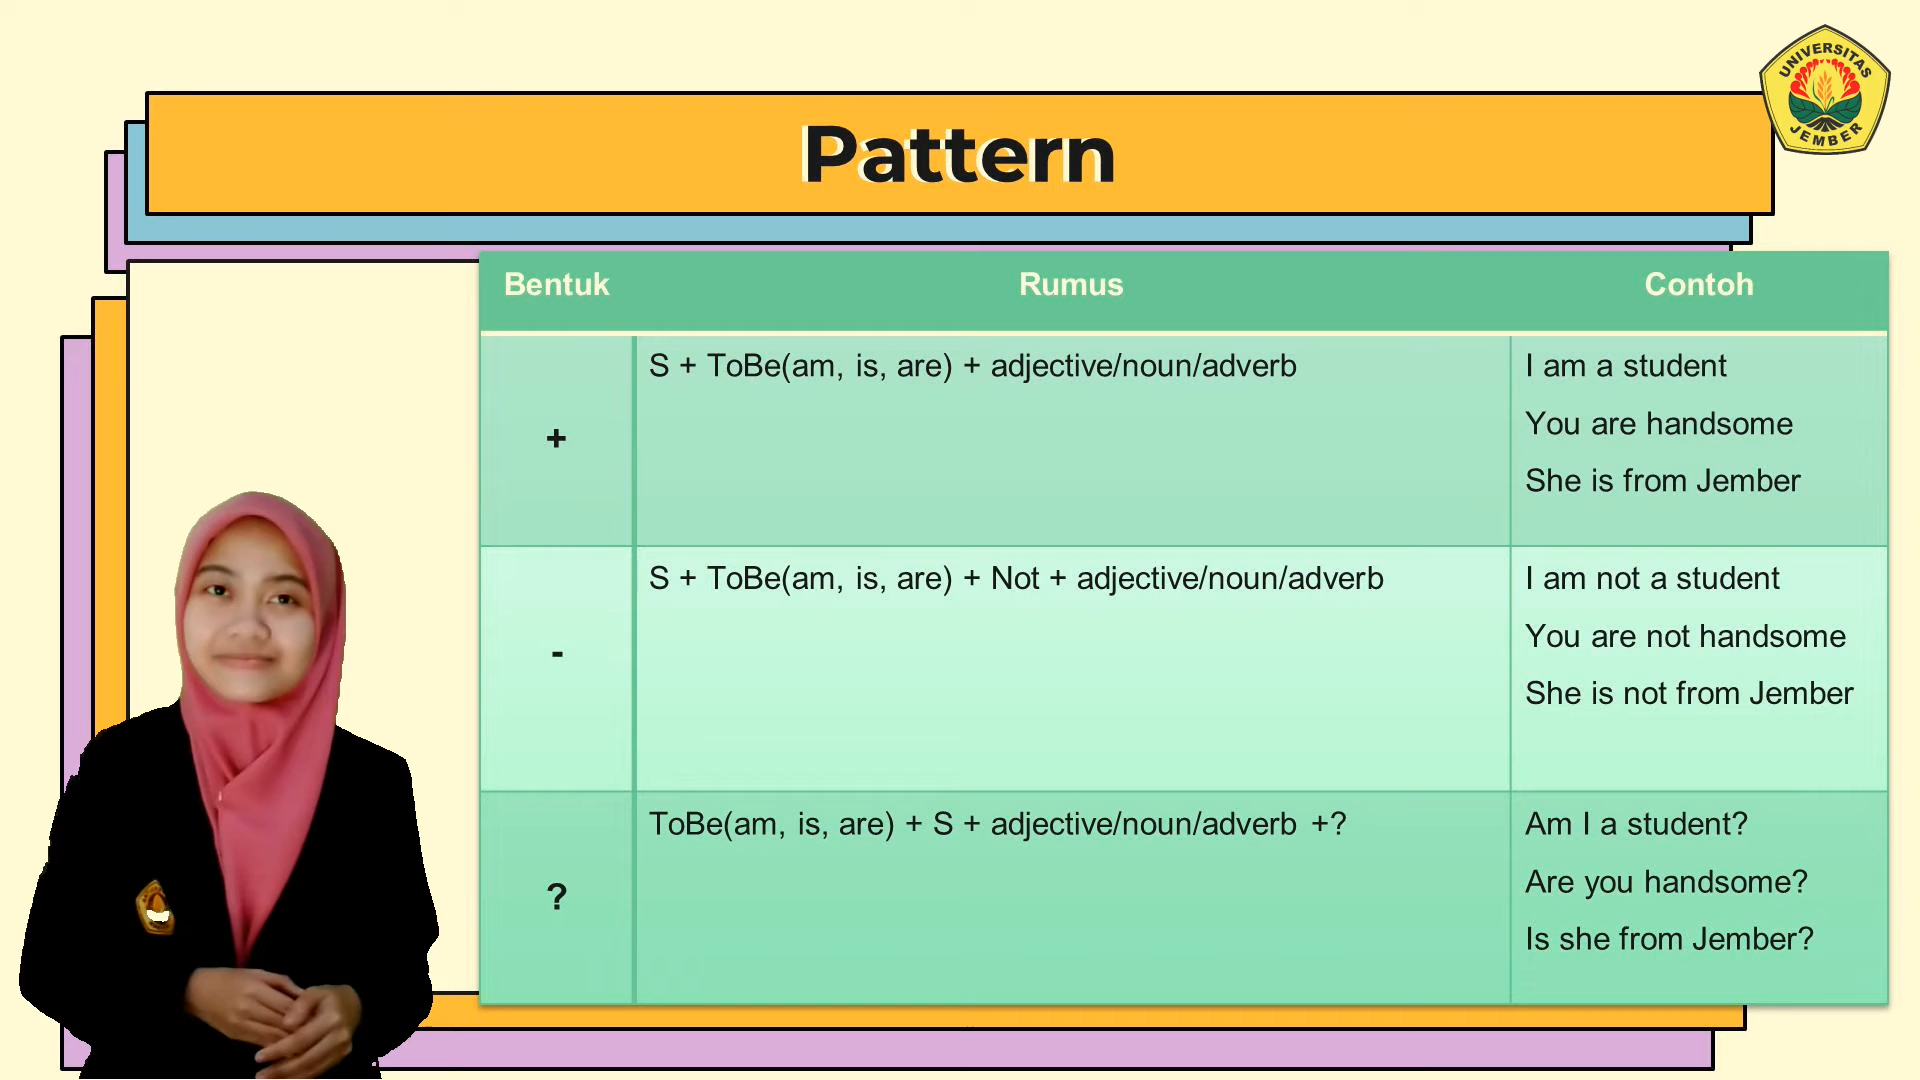 UNIVERSITAS
JEMBER
Pattern
Bentuk Rumus Contoh
+ S + ToBe(am, is, are) + adjective/noun/adverb I am a student
You are handsome
She is from Jember
- S + ToBe(am, is, are) + Not + adjective/noun/adverb I am not a student
You are not handsome
She is not from Jember
? ToBe(am, is, are) + S + adjective/noun/adverb +? Am I a student?
Are you handsome?
Is she from Jember?